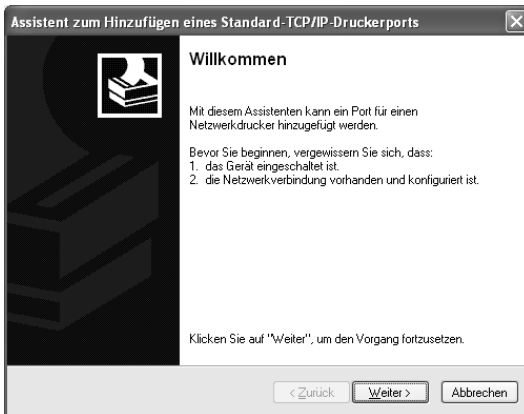 Assistent zum Hinzufügen eines Standard-TCP/IP-Druckerports
Willkommen
Mit diesem Assistenten kann ein Port für einen
Netzwerkdrucker hinzugefügt werden.
Bevor Sie beginnen, vergewissern Sie sich, dass:
1. das Gerät eingeschaltet ist.
2. die Netzwerkverbindung vorhanden und konfiguriert ist.
Klicken Sie auf "Weiter", um den Vorgang fortzusetzen.
< Zurück Weiter > Abbrechen